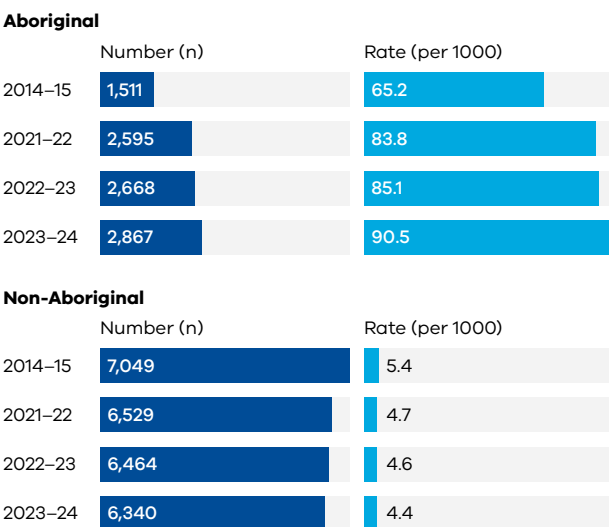 Aboriginal
Number (n) Rate (per 1000)
2014–15 1,511 65.2
2021–22 2,595 83.8
2022–23 2,668 85.1
2023–24 2,867 90.5
Non-Aboriginal
Number (n) Rate (per 1000)
2014–15 7,049 5.4
2021–22 6,529 4.7
2022–23 6,464 4.6
2023–24 6,340 4.4